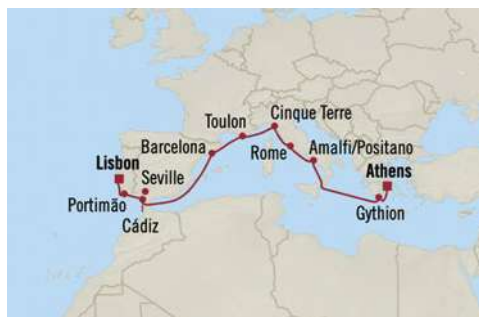 Cinque Terre
Toulon
Barcelona
Rome
Amalfi/Positano
Lisbon
Seville
Athens
Portimão
Cádiz
Gythion